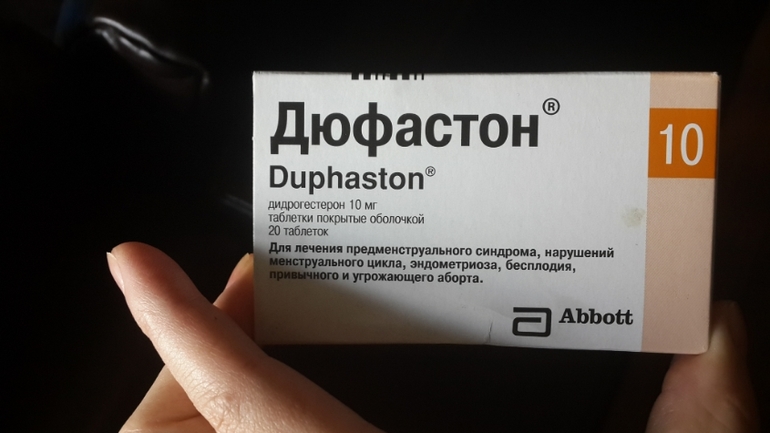 Дюфастон®
10
Duphaston®
дидрогестерон 10 мг
таблетки покрытые оболочкой
20 таблеток
Для лечения предменструального синдрома, нарушений
менструального цикла, эндометриоза, бесплодия,
привычного и угрожающего аборта.
Abbott